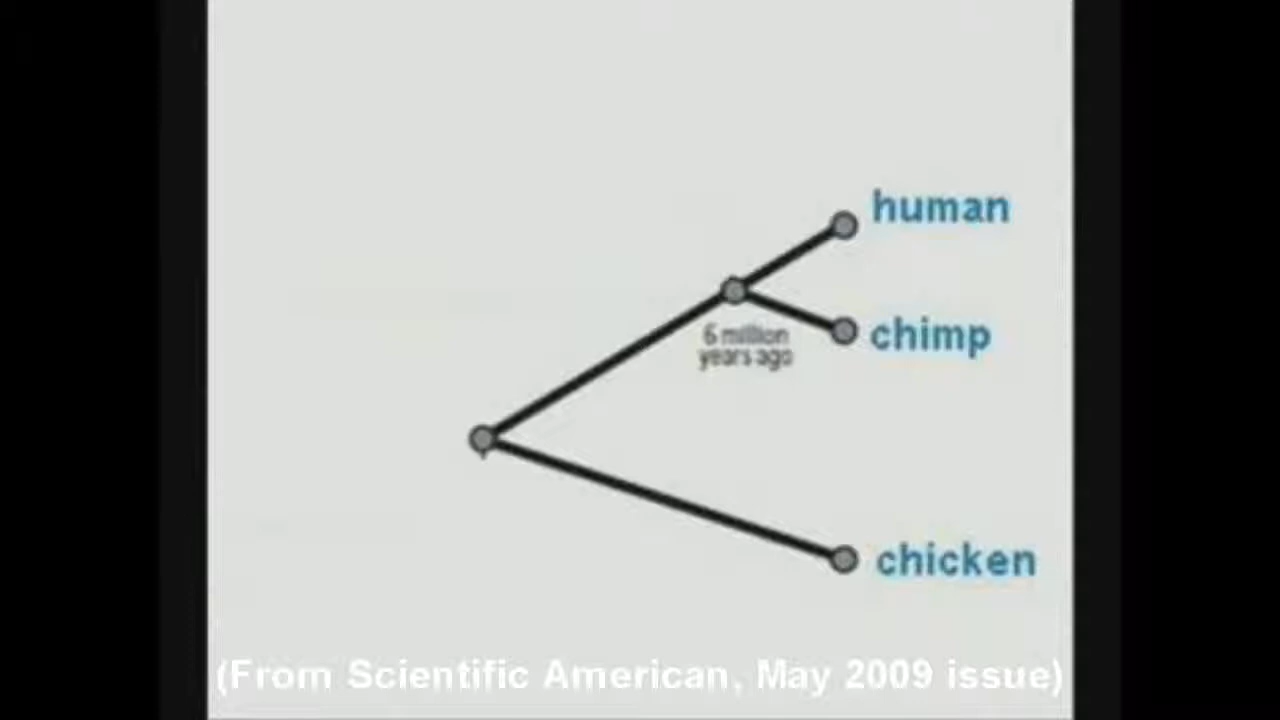 human
chimp
6 million
years ago
chicken
(From Scientific American, May 2009 issue)